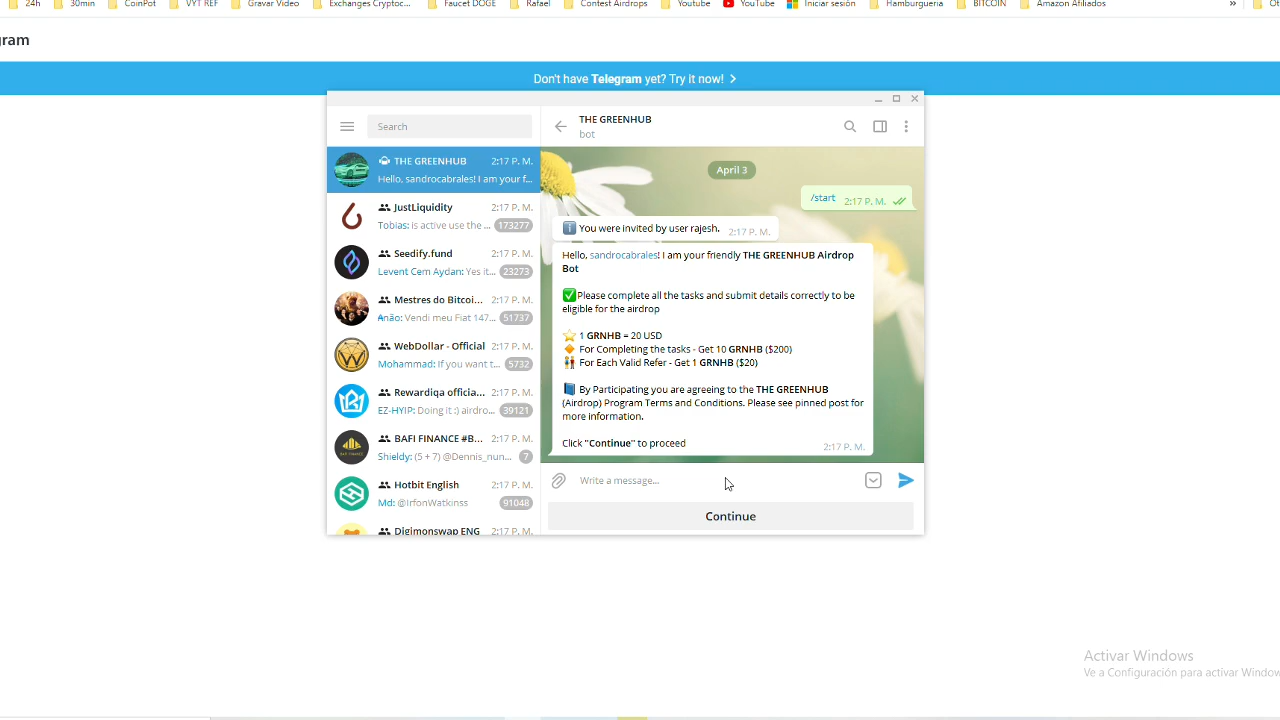 24h 30min CoinPot VYT REF Gravar Video Exchanges Cryptoc... Faucet DOGE Rafael Contest Airdrops Youtube YouTube Iniciar sesión Hamburgueria BITCOIN Amazon Afiliados » Ot
gram
Don't have Telegram yet? Try it now!
Search
THE GREENHUB 2:17 P. M.
Hello, sandrocabrales! I am your f...
JustLiquidity 2:17 P. M.
Tobias: is active use the ... 173277
Seedify.fund 2:17 P. M.
Levent Cem Aydan: Yes it... 23273
Mestres do Bitcoi... 2:17 P. M.
Anão: Vendi meu Fiat 147... 51737
WebDollar - Official 2:17 P. M.
Mohammad: If you want t... 5732
Rewardiqa officia... 2:17 P. M.
EZ-HYIP: Doing it :) airdro... 39121
BAFI FINANCE #B... 2:17 P. M.
Shieldy: (5 + 7) @Dennis_nun... 7
Hotbit English 2:17 P. M.
Md: @IrfonWatkinss 91048
Digimonswap ENG 2:17 P. M.
THE GREENHUB
bot
April 3
/start 2:17 P. M.
You were invited by user rajesh. 2:17 P. M.
Hello, sandrocabrales! I am your friendly THE GREENHUB Airdrop
Bot
✅Please complete all the tasks and submit details correctly to be
eligible for the airdrop
⭐ 1 GRNHB = 20 USD
🔸 For Completing the tasks - Get 10 GRNHB ($200)
👫 For Each Valid Refer - Get 1 GRNHB ($20)
📘 By Participating you are agreeing to the THE GREENHUB
(Airdrop) Program Terms and Conditions. Please see pinned post for
more information.
Click "Continue" to proceed 2:17 P. M.
Write a message...
Continue
Activar Windows
Ve a Configuración para activar Window